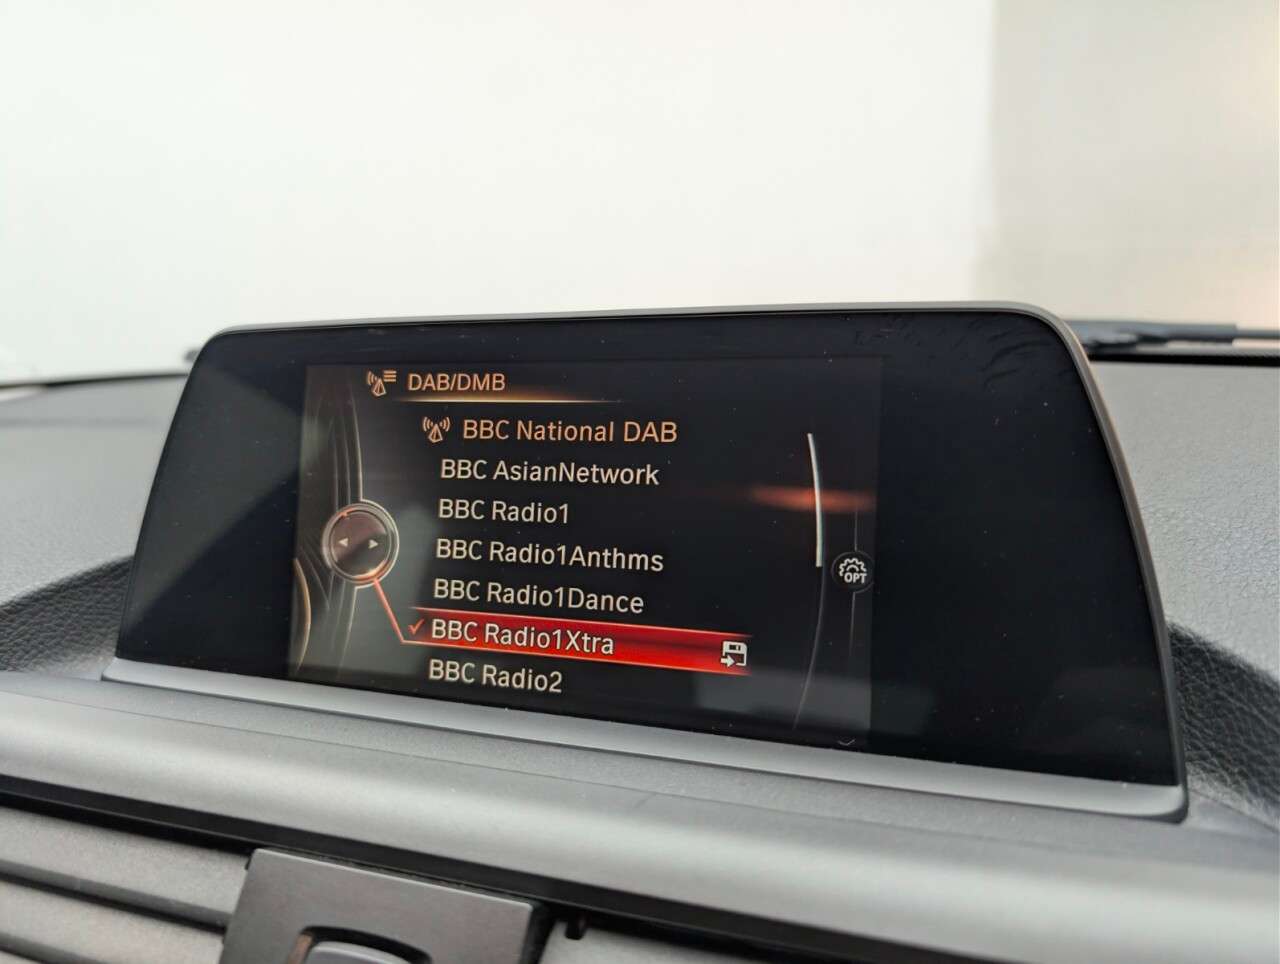 DAB/DMB
BBC National DAB
BBC AsianNetwork
BBC Radio1
BBC Radio1Anthms
BBC Radio1Dance
BBC Radio1Xtra
BBC Radio2
OPT